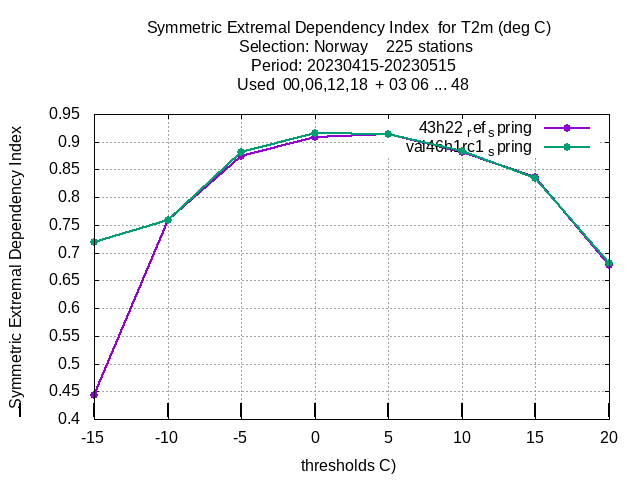 Symmetric Extremal Dependency Index for T2m (deg C)
Selection: Norway 225 stations
Period: 20230415-20230515
Used 00,06,12,18 + 03 06 ... 48
Symmetric Extremal Dependency Index
0.95
0.9
0.85
0.8
0.75
0.7
0.65
0.6
0.55
0.5
0.45
0.4
43h22 ref spring
val46h1rc1 spring
-15 -10 -5 0 5 10 15 20
thresholds C)